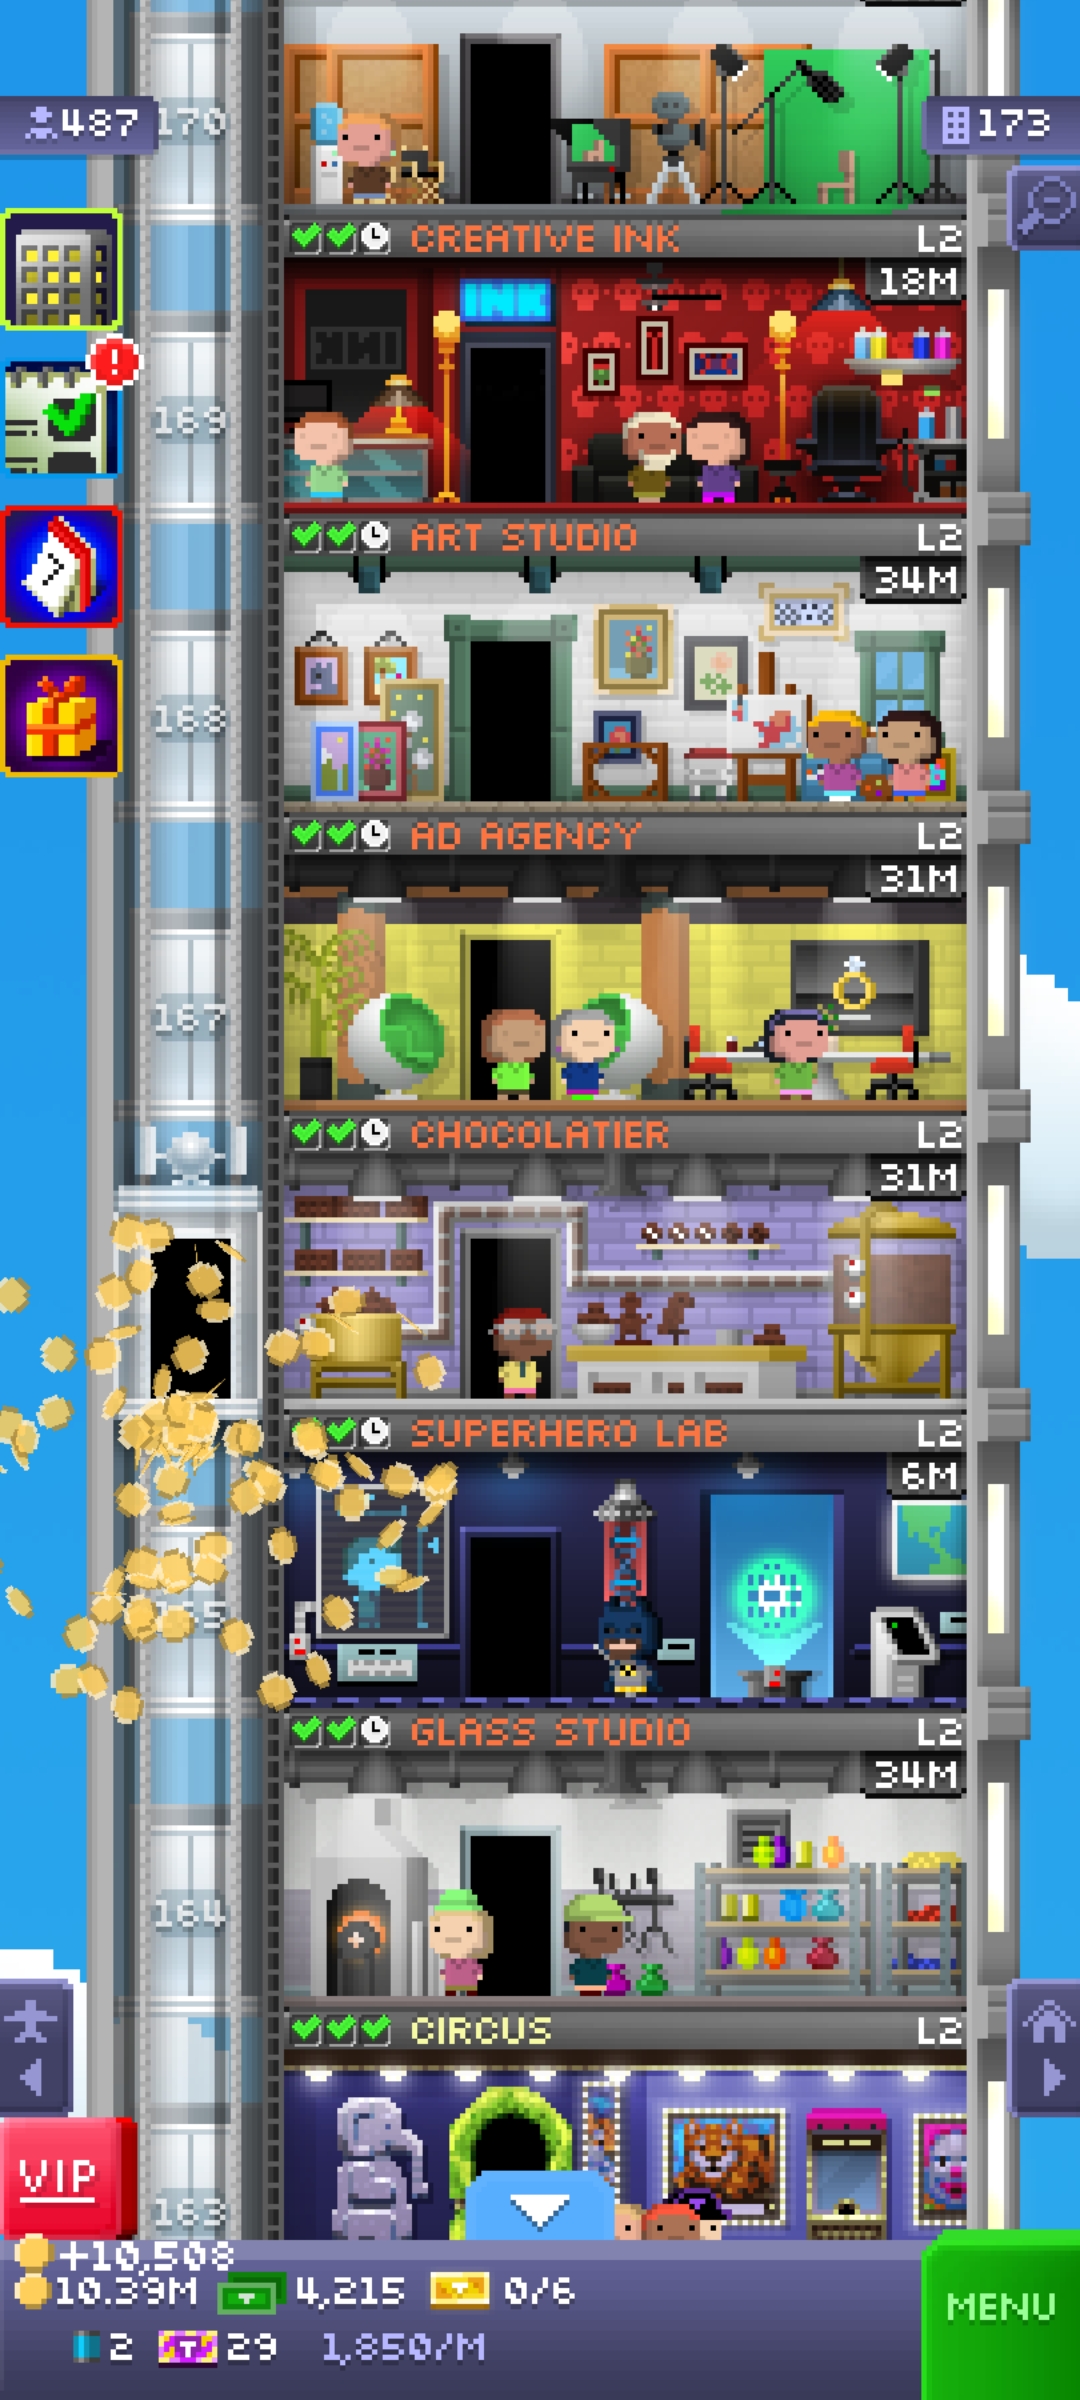 487
170
173
CREATIVE INK L2
18M
INK
169
ART STUDIO L2
34M
7
168
AD AGENCY L2
31M
167
CHOCOLATIER L2
31M
SUPERHERO LAB L2
6M
165
GLASS STUDIO L2
34M
164
CIRCUS L2
VIP
163
+10,508
10.39M 4,215 0/6
2 29 1,850/M
MENU